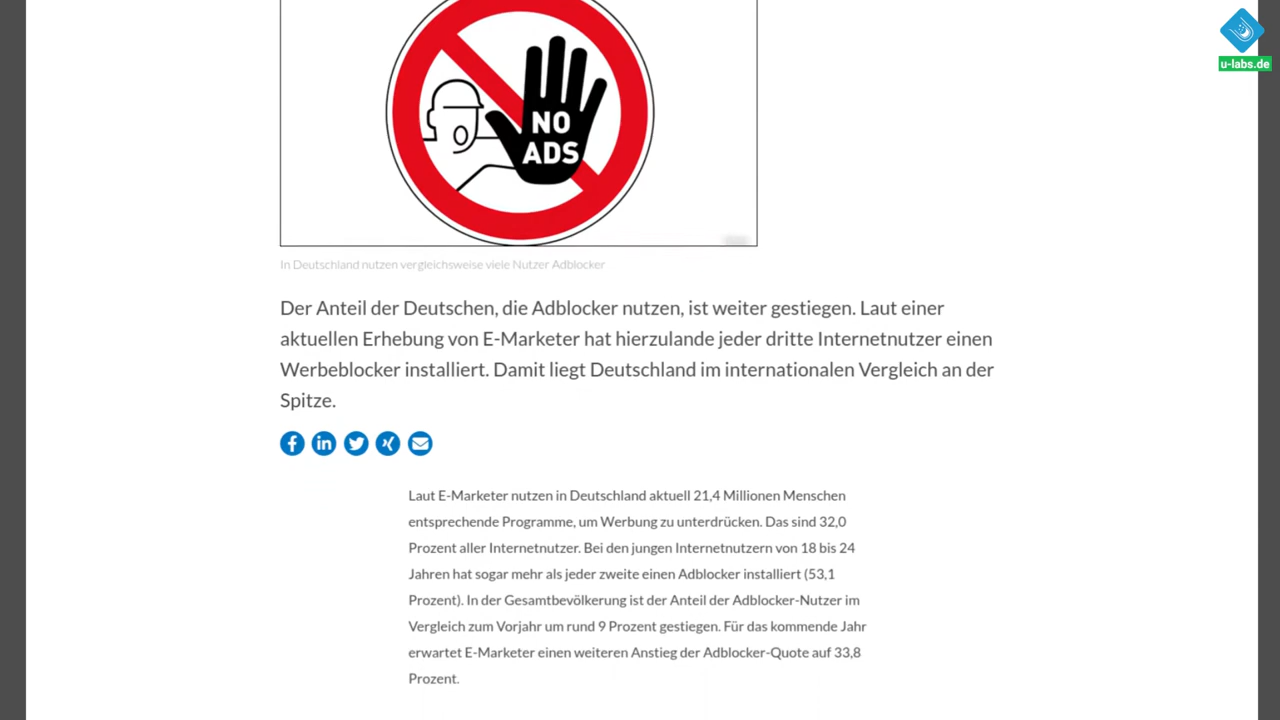 u-labs.de
NO
ADS
In Deutschland nutzen vergleichsweise viele Nutzer Adblocker
Der Anteil der Deutschen, die Adblocker nutzen, ist weiter gestiegen. Laut einer
aktuellen Erhebung von E-Marketer hat hierzulande jeder dritte Internetnutzer einen
Werbeblocker installiert. Damit liegt Deutschland im internationalen Vergleich an der
Spitze.
Laut E-Marketer nutzen in Deutschland aktuell 21,4 Millionen Menschen
entsprechende Programme, um Werbung zu unterdrücken. Das sind 32,0
Prozent aller Internetnutzer. Bei den jungen Internetnutzern von 18 bis 24
Jahren hat sogar mehr als jeder zweite einen Adblocker installiert (53,1
Prozent). In der Gesamtbevölkerung ist der Anteil der Adblocker-Nutzer im
Vergleich zum Vorjahr um rund 9 Prozent gestiegen. Für das kommende Jahr
erwartet E-Marketer einen weiteren Anstieg der Adblocker-Quote auf 33,8
Prozent.